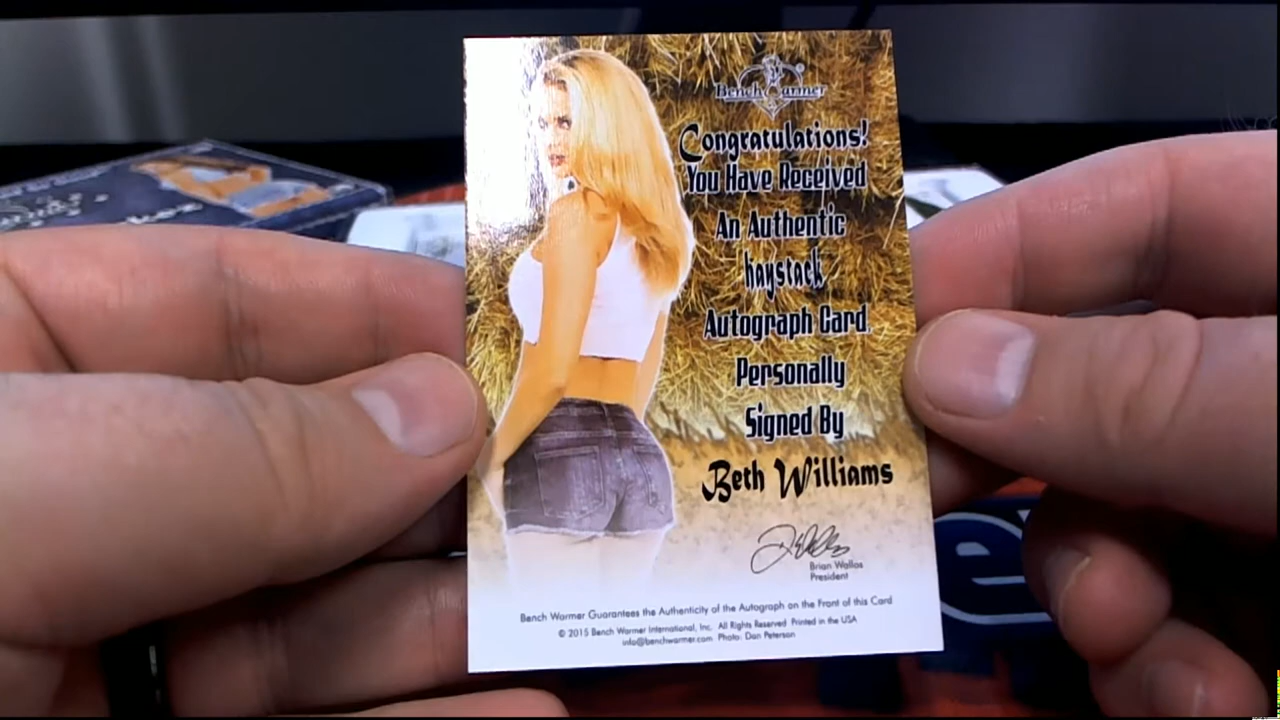 Bench Warmer
Congratulations!
You Have Received
An Authentic
haystack
Autograph Card
Personally
Signed By
Beth Williams
Brian Wallos
President
Bench Warmer Guarantees the Authenticity of the Autograph on the Front of this Card
© 2015 Bench Warmer International, Inc. All Rights Reserved Printed in the USA
info@benchwarmer.com Photo: Dan Peterson